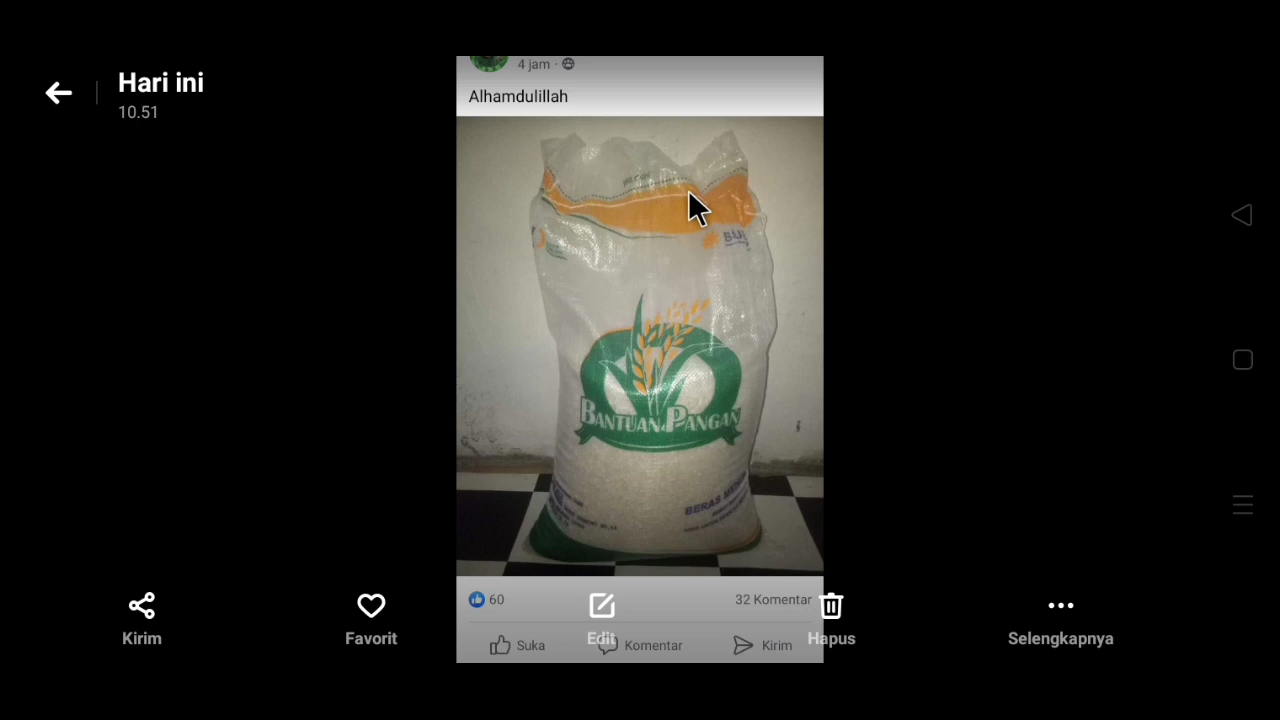 Hari ini
10.51
4 jam
Alhamdulillah
BANTUAN PANGAN
BERAS
60
32 Komentar
Suka
Komentar
Kirim
Kirim
Favorit
Edit
Hapus
Selengkapnya